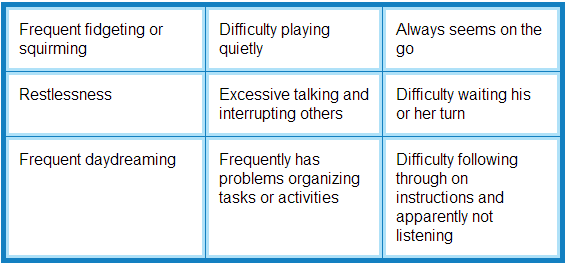 Frequent fidgeting or
squirming
Difficulty playing
quietly
Always seems on the
go
Restlessness
Excessive talking and
interrupting others
Difficulty waiting his
or her turn
Frequent daydreaming
Frequently has
problems organizing
tasks or activities
Difficulty following
through on
instructions and
apparently not
listening